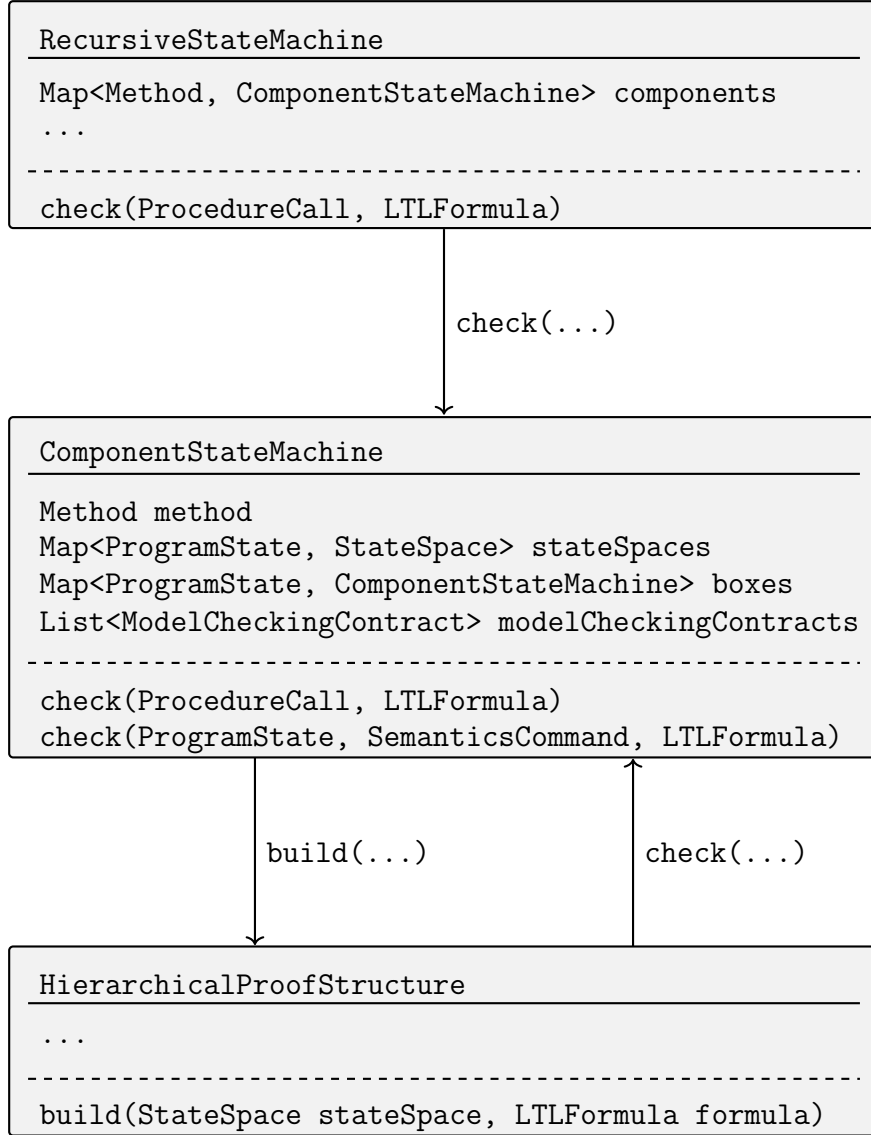 RecursiveStateMachine
Map<Method, ComponentStateMachine> components
...
check(ProcedureCall, LTLFormula)
check(...)
ComponentStateMachine
Method method
Map<ProgramState, StateSpace> stateSpaces
Map<ProgramState, ComponentStateMachine> boxes
List<ModelCheckingContract> modelCheckingContracts
check(ProcedureCall, LTLFormula)
check(ProgramState, SemanticsCommand, LTLFormula)
build(...)
check(...)
HierarchicalProofStructure
...
build(StateSpace stateSpace, LTLFormula formula)